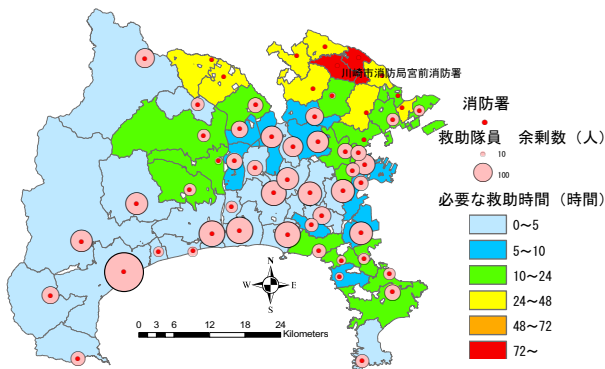 川崎市消防局宮前消防署
消防署
救助隊員 余剰数（人）
10
100
必要な救助時間（時間）
0～5
5～10
10～24
24～48
48～72
72～
N
W E
S
0 3 6 12 18 24
Kilometers